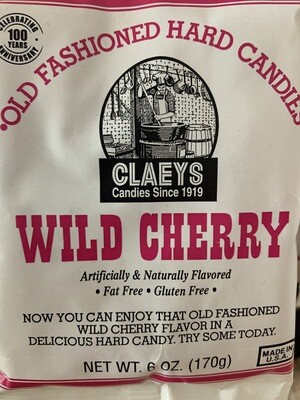 CELEBRATING
100
YEARS
ANNIVERSARY
•OLD FASHIONED HARD CANDIES
CLAEYS
Candies Since 1919
WILD CHERRY
Artificially & Naturally Flavored
• Fat Free • Gluten Free •
NOW YOU CAN ENJOY THAT OLD FASHIONED
WILD CHERRY FLAVOR IN A
DELICIOUS HARD CANDY. TRY SOME TODAY.
MADE IN
U.S.A.
NET WT. 6 OZ. (170g)